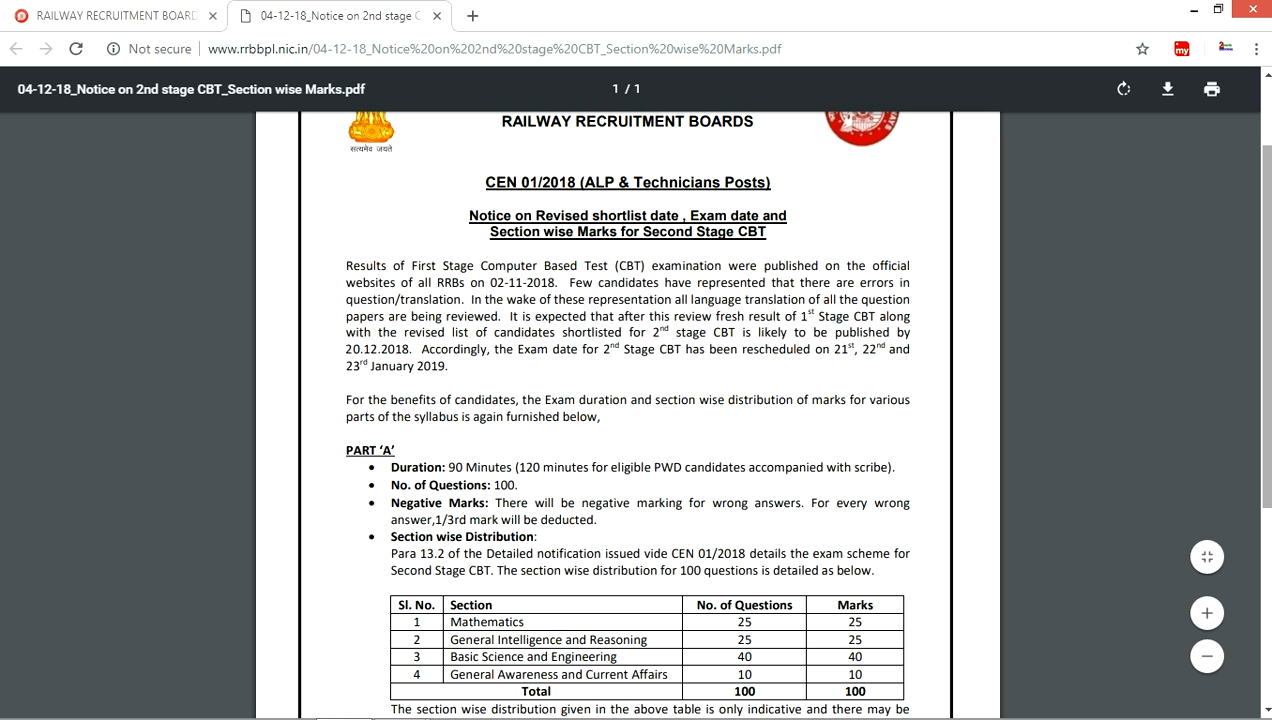 RAILWAY RECRUITMENT BOARD
04-12-18_Notice on 2nd stage C
Not secure
www.rrbbpl.nic.in/04-12-18_Notice%20on%202nd%20stage%20CBT_Section%20wise%20Marks.pdf
my
04-12-18_Notice on 2nd stage CBT_Section wise Marks.pdf
1 / 1
सत्यमेव जयते
RAILWAY RECRUITMENT BOARDS
CEN 01/2018 (ALP & Technicians Posts)
Notice on Revised shortlist date , Exam date and
Section wise Marks for Second Stage CBT
Results of First Stage Computer Based Test (CBT) examination were published on the official
websites of all RRBs on 02-11-2018. Few candidates have represented that there are errors in
question/translation. In the wake of these representation all language translation of all the question
papers are being reviewed. It is expected that after this review fresh result of 1st Stage CBT along
with the revised list of candidates shortlisted for 2nd stage CBT is likely to be published by
20.12.2018. Accordingly, the Exam date for 2nd Stage CBT has been rescheduled on 21st, 22nd and
23rd January 2019.
For the benefits of candidates, the Exam duration and section wise distribution of marks for various
parts of the syllabus is again furnished below,
PART ‘A’
• Duration: 90 Minutes (120 minutes for eligible PWD candidates accompanied with scribe).
• No. of Questions: 100.
• Negative Marks: There will be negative marking for wrong answers. For every wrong
answer,1/3rd mark will be deducted.
• Section wise Distribution:
Para 13.2 of the Detailed notification issued vide CEN 01/2018 details the exam scheme for
Second Stage CBT. The section wise distribution for 100 questions is detailed as below.
Sl. No. Section No. of Questions Marks
1 Mathematics 25 25
2 General Intelligence and Reasoning 25 25
3 Basic Science and Engineering 40 40
4 General Awareness and Current Affairs 10 10
Total 100 100
The section wise distribution given in the above table is only indicative and there may be